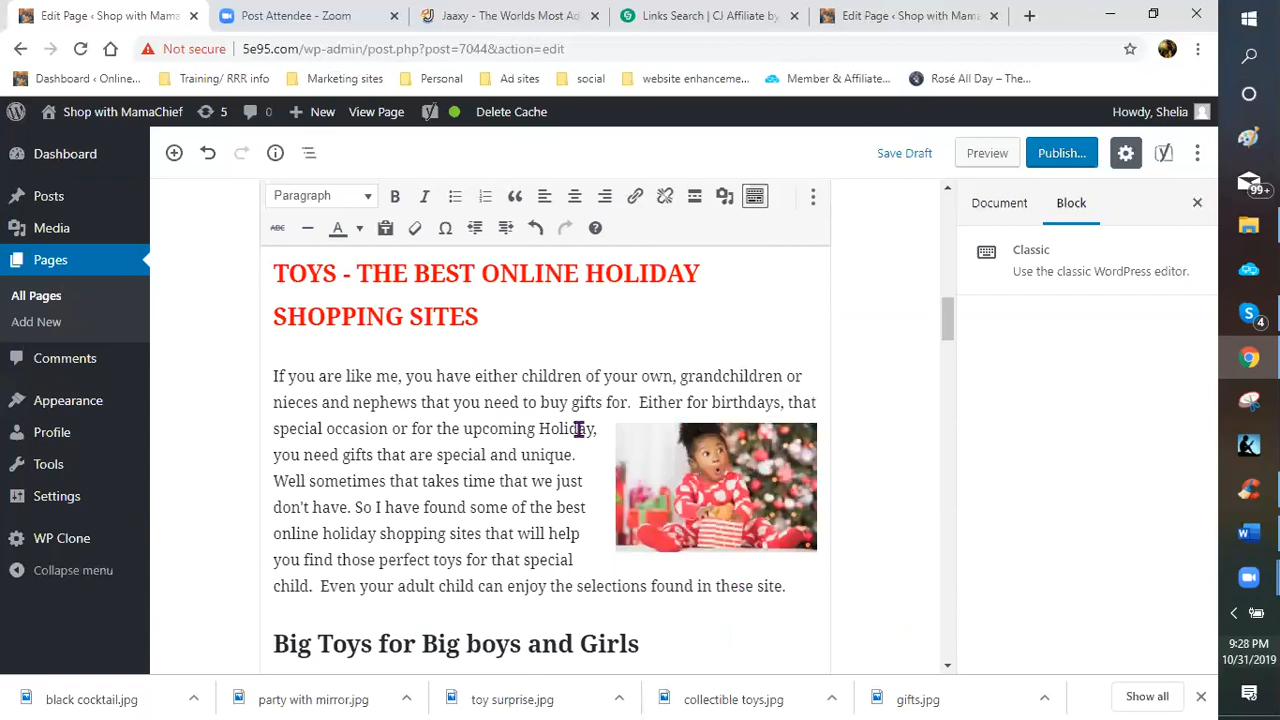 Edit Page ‹ Shop with Mama
Post Attendee - Zoom
Jaaxy - The Worlds Most Ad
Links Search | CJ Affiliate by
Edit Page ‹ Shop with Mama
Not secure
5e95.com/wp-admin/post.php?post=7044&action=edit
Dashboard ‹ Online...
Training/ RRR info
Marketing sites
Personal
Ad sites
social
website enhanceme...
Member & Affiliate...
Rosé All Day – The...
Shop with MamaChief
5
0
New
View Page
Delete Cache
Howdy, Shelia
Dashboard
Posts
Media
Pages
All Pages
Add New
Comments
Appearance
Profile
Tools
Settings
WP Clone
Collapse menu
Save Draft
Preview
Publish...
Paragraph
B
I
ABC
A
TOYS - THE BEST ONLINE HOLIDAY
SHOPPING SITES
If you are like me, you have either children of your own, grandchildren or
nieces and nephews that you need to buy gifts for. Either for birthdays, that
special occasion or for the upcoming Holiday,
you need gifts that are special and unique.
Well sometimes that takes time that we just
don't have. So I have found some of the best
online holiday shopping sites that will help
you find those perfect toys for that special
child. Even your adult child can enjoy the selections found in these site.
Big Toys for Big boys and Girls
Document
Block
Classic
Use the classic WordPress editor.
99+
4
9:28 PM
10/31/2019
black cocktail.jpg
party with mirror.jpg
toy surprise.jpg
collectible toys.jpg
gifts.jpg
Show all